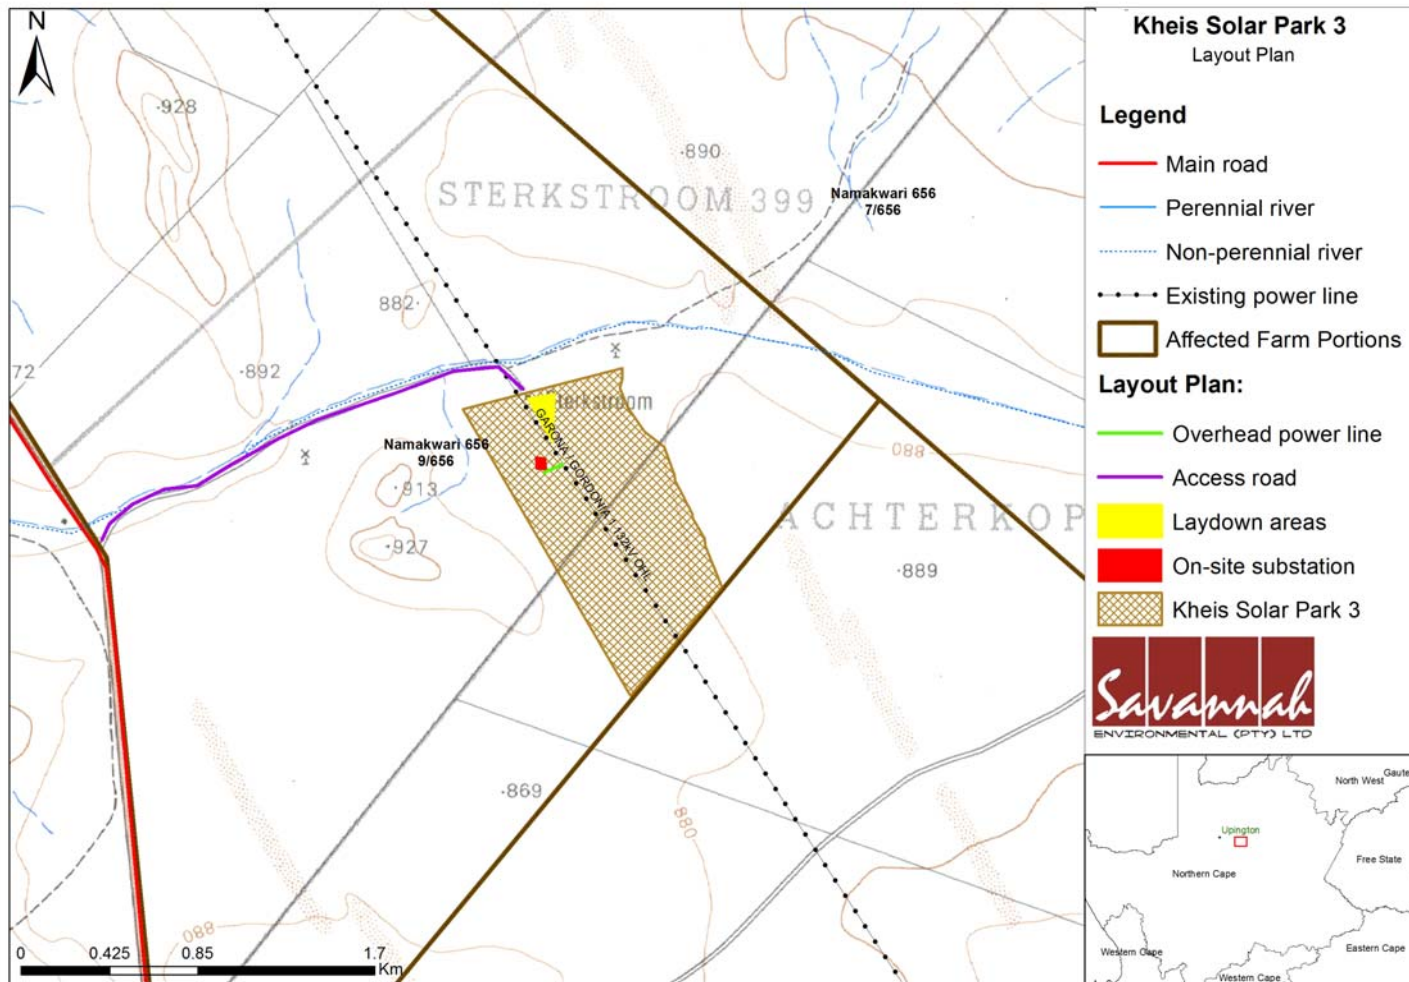 N
928
890
STERKSTROOM 399
Namakwari 656
7/656
882
72
892
Sterkstroom
GARONA / GORDONIA 1 132kV OHL
Namakwari 656
9/656
913
927
880
ACHTERKOP
889
869
880
880
0 0.425 0.85 1.7
Km
Kheis Solar Park 3
Layout Plan
Legend
Main road
Perennial river
Non-perennial river
Existing power line
Affected Farm Portions
Layout Plan:
Overhead power line
Access road
Laydown areas
On-site substation
Kheis Solar Park 3
Savannah
ENVIRONMENTAL (PTY) LTD
North West
Gaute
Upington
Free State
Northern Cape
Western Cape
Eastern Cape
Western Cape